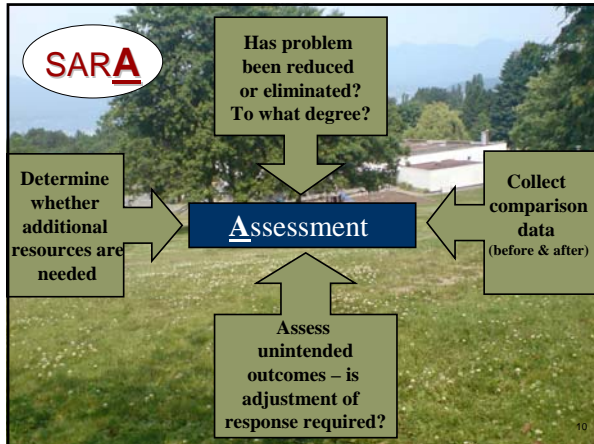 SARA
Has problem
been reduced
or eliminated?
To what degree?
Determine
whether
additional
resources are
needed
Assessment
Collect
comparison
data
(before & after)
Assess
unintended
outcomes – is
adjustment of
response required?
10